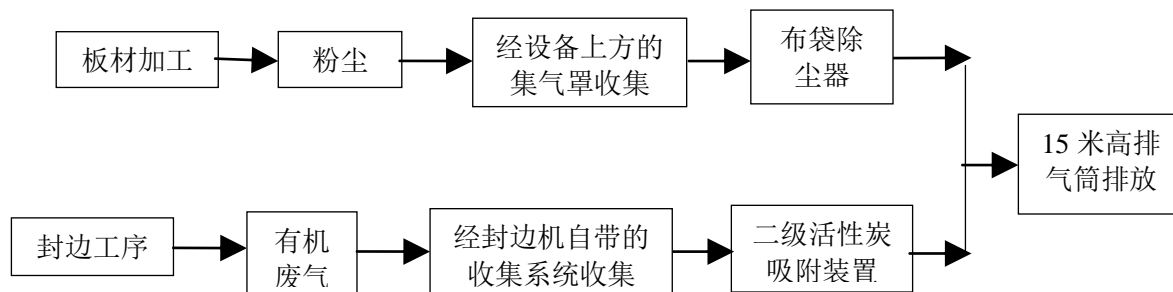 板材加工
粉尘
经设备上方的
集气罩收集
布袋除
尘器
15 米高排
气筒排放
封边工序
有机
废气
经封边机自带的
收集系统收集
二级活性炭
吸附装置